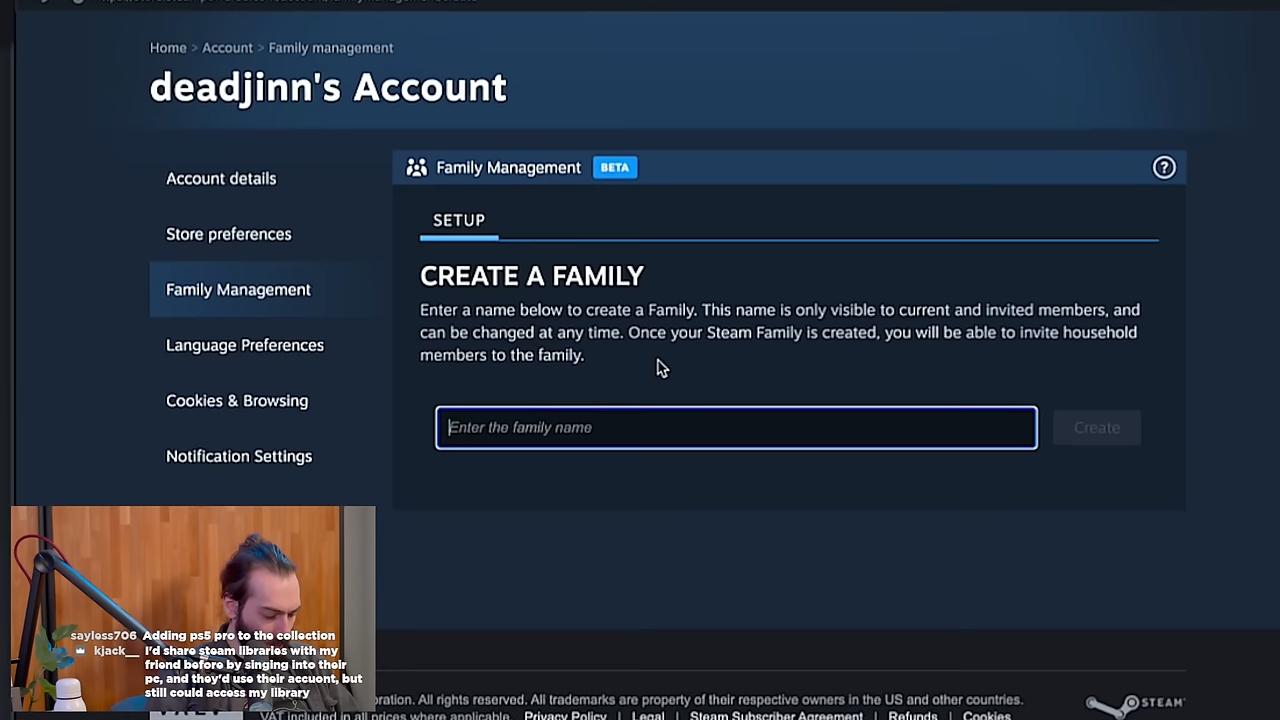 Home > Account > Family management
deadjinn's Account
Account details
Store preferences
Family Management
Language Preferences
Cookies & Browsing
Notification Settings
Family Management BETA
?
SETUP
CREATE A FAMILY
Enter a name below to create a Family. This name is only visible to current and invited members, and
can be changed at any time. Once your Steam Family is created, you will be able to invite household
members to the family.
Enter the family name
Create
sayless706 Adding ps5 pro to the collection
kjack__ I'd share steam libraries with my
friend before by singing into their
pc, and they'd use their accuont, but
still could access my library
All rights reserved. All trademarks are property of their respective owners in the US and other countries.
VAT included in all prices where applicable. Privacy Policy | Legal | Steam Subscriber Agreement | Refunds | Cookies
STEAM